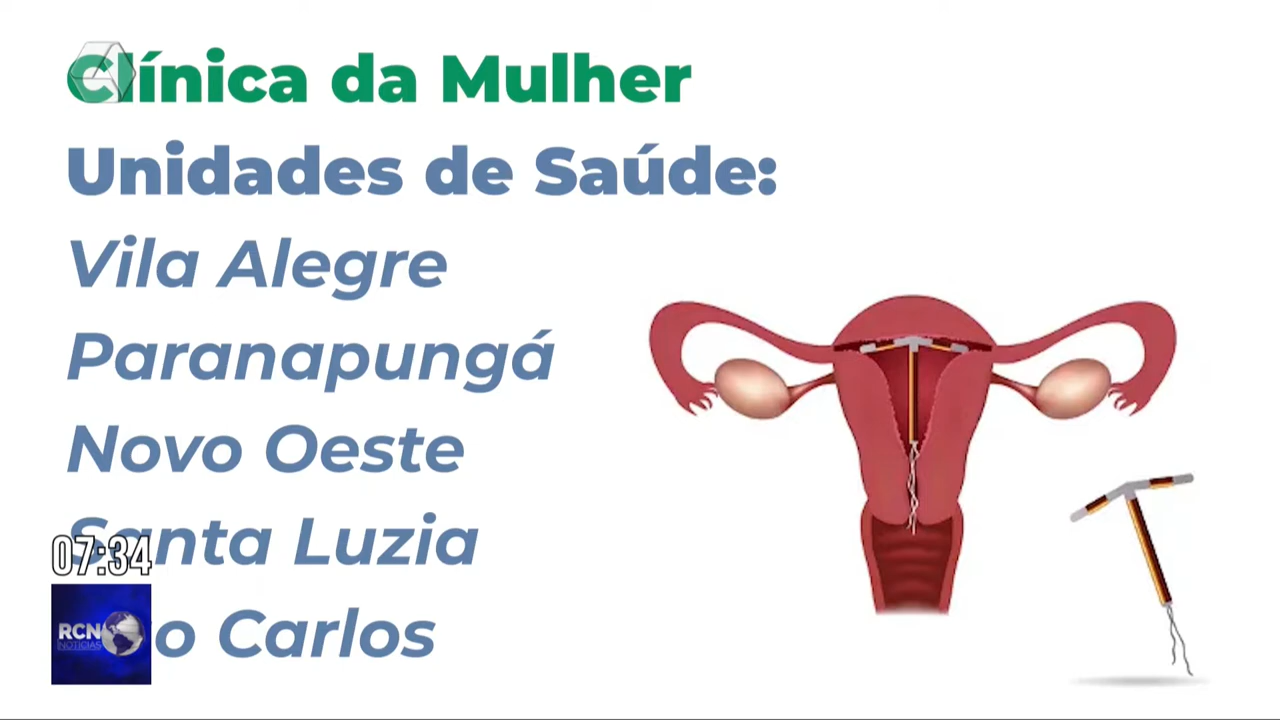 Clínica da Mulher
Unidades de Saúde:
Vila Alegre
Paranapungá
Novo Oeste
Santa Luzia
07:34
Carlos
RCN
NOTÍCIAS